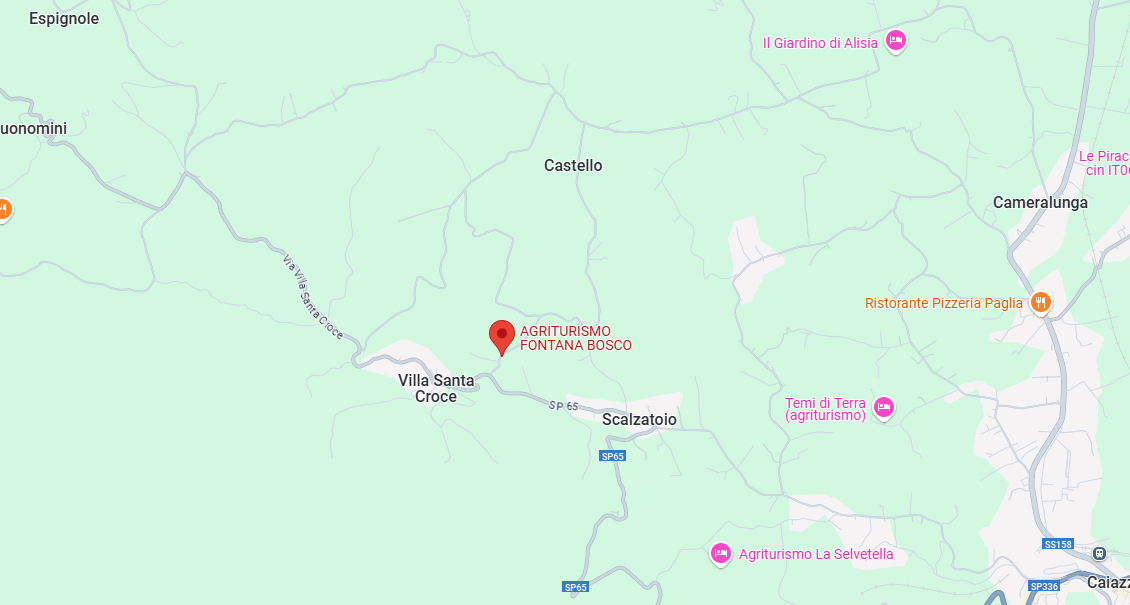 Espignole
Il Giardino di Alisia
uonomini
Castello
Le Pirac
cin IT06
Cameralunga
Via Villa Santa Croce
Ristorante Pizzeria Paglia
AGRITURISMO
FONTANA BOSCO
Villa Santa
Croce
SP 65
Scalzatoio
Temi di Terra
(agriturismo)
SP65
SS158
Agriturismo La Selvetella
SP65
SP336
Caiazz